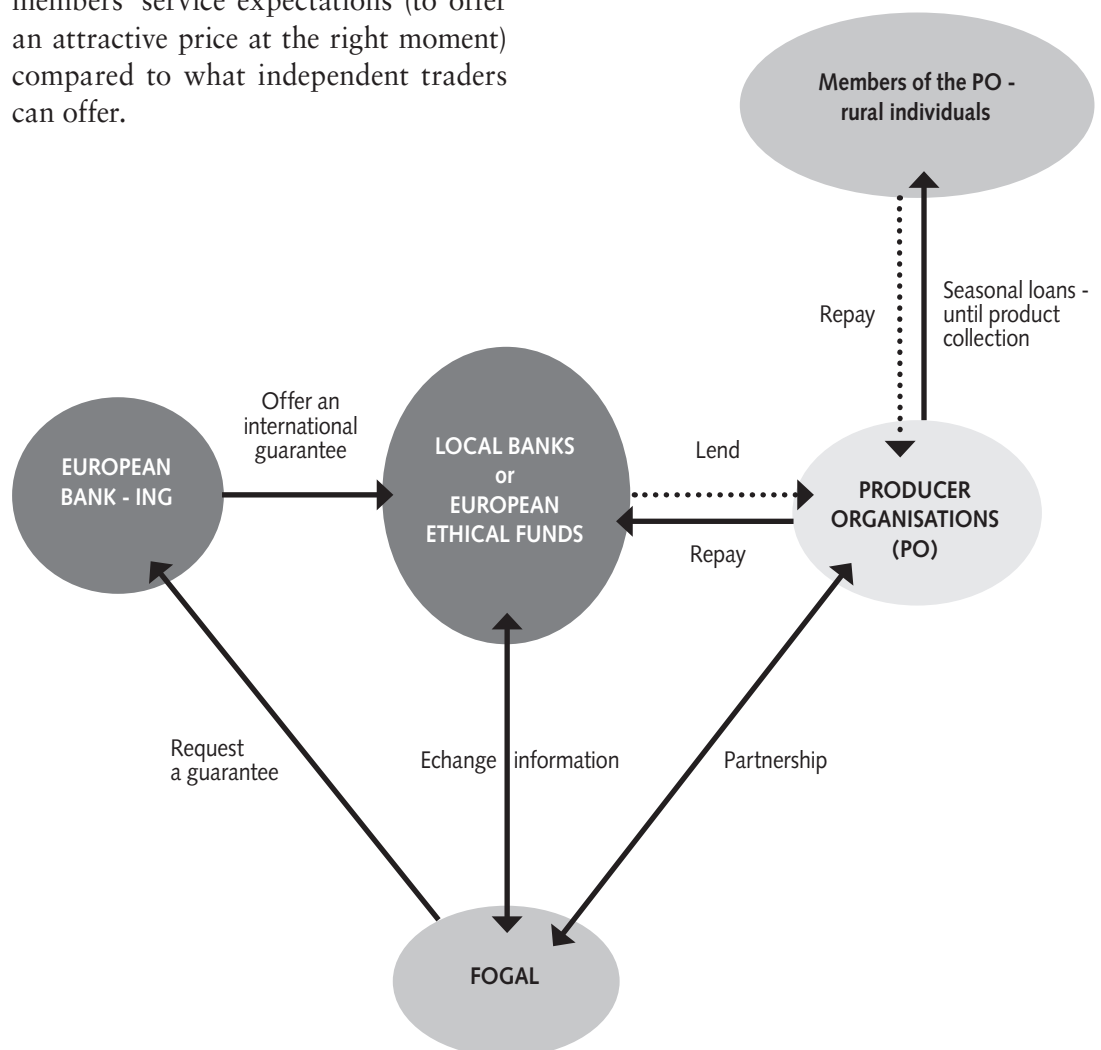 members' service expectations (to offer
an attractive price at the right moment)
compared to what independent traders
can offer.
Members of the PO -
rural individuals
Repay
Seasonal loans -
until product
collection
Offer an
international
guarantee
EUROPEAN
BANK - ING
LOCAL BANKS
or
EUROPEAN
ETHICAL FUNDS
Lend
Repay
PRODUCER
ORGANISATIONS
(PO)
Request
a guarantee
Echange information
Partnership
FOGAL